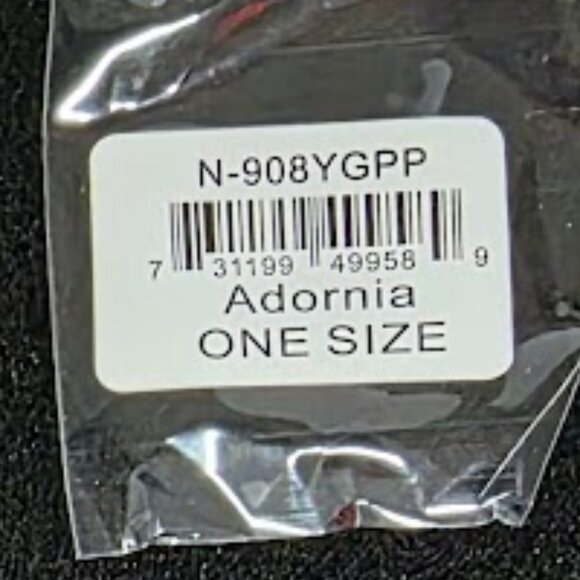 N-908YGPP
7 31199 49958 9
Adornia
ONE SIZE